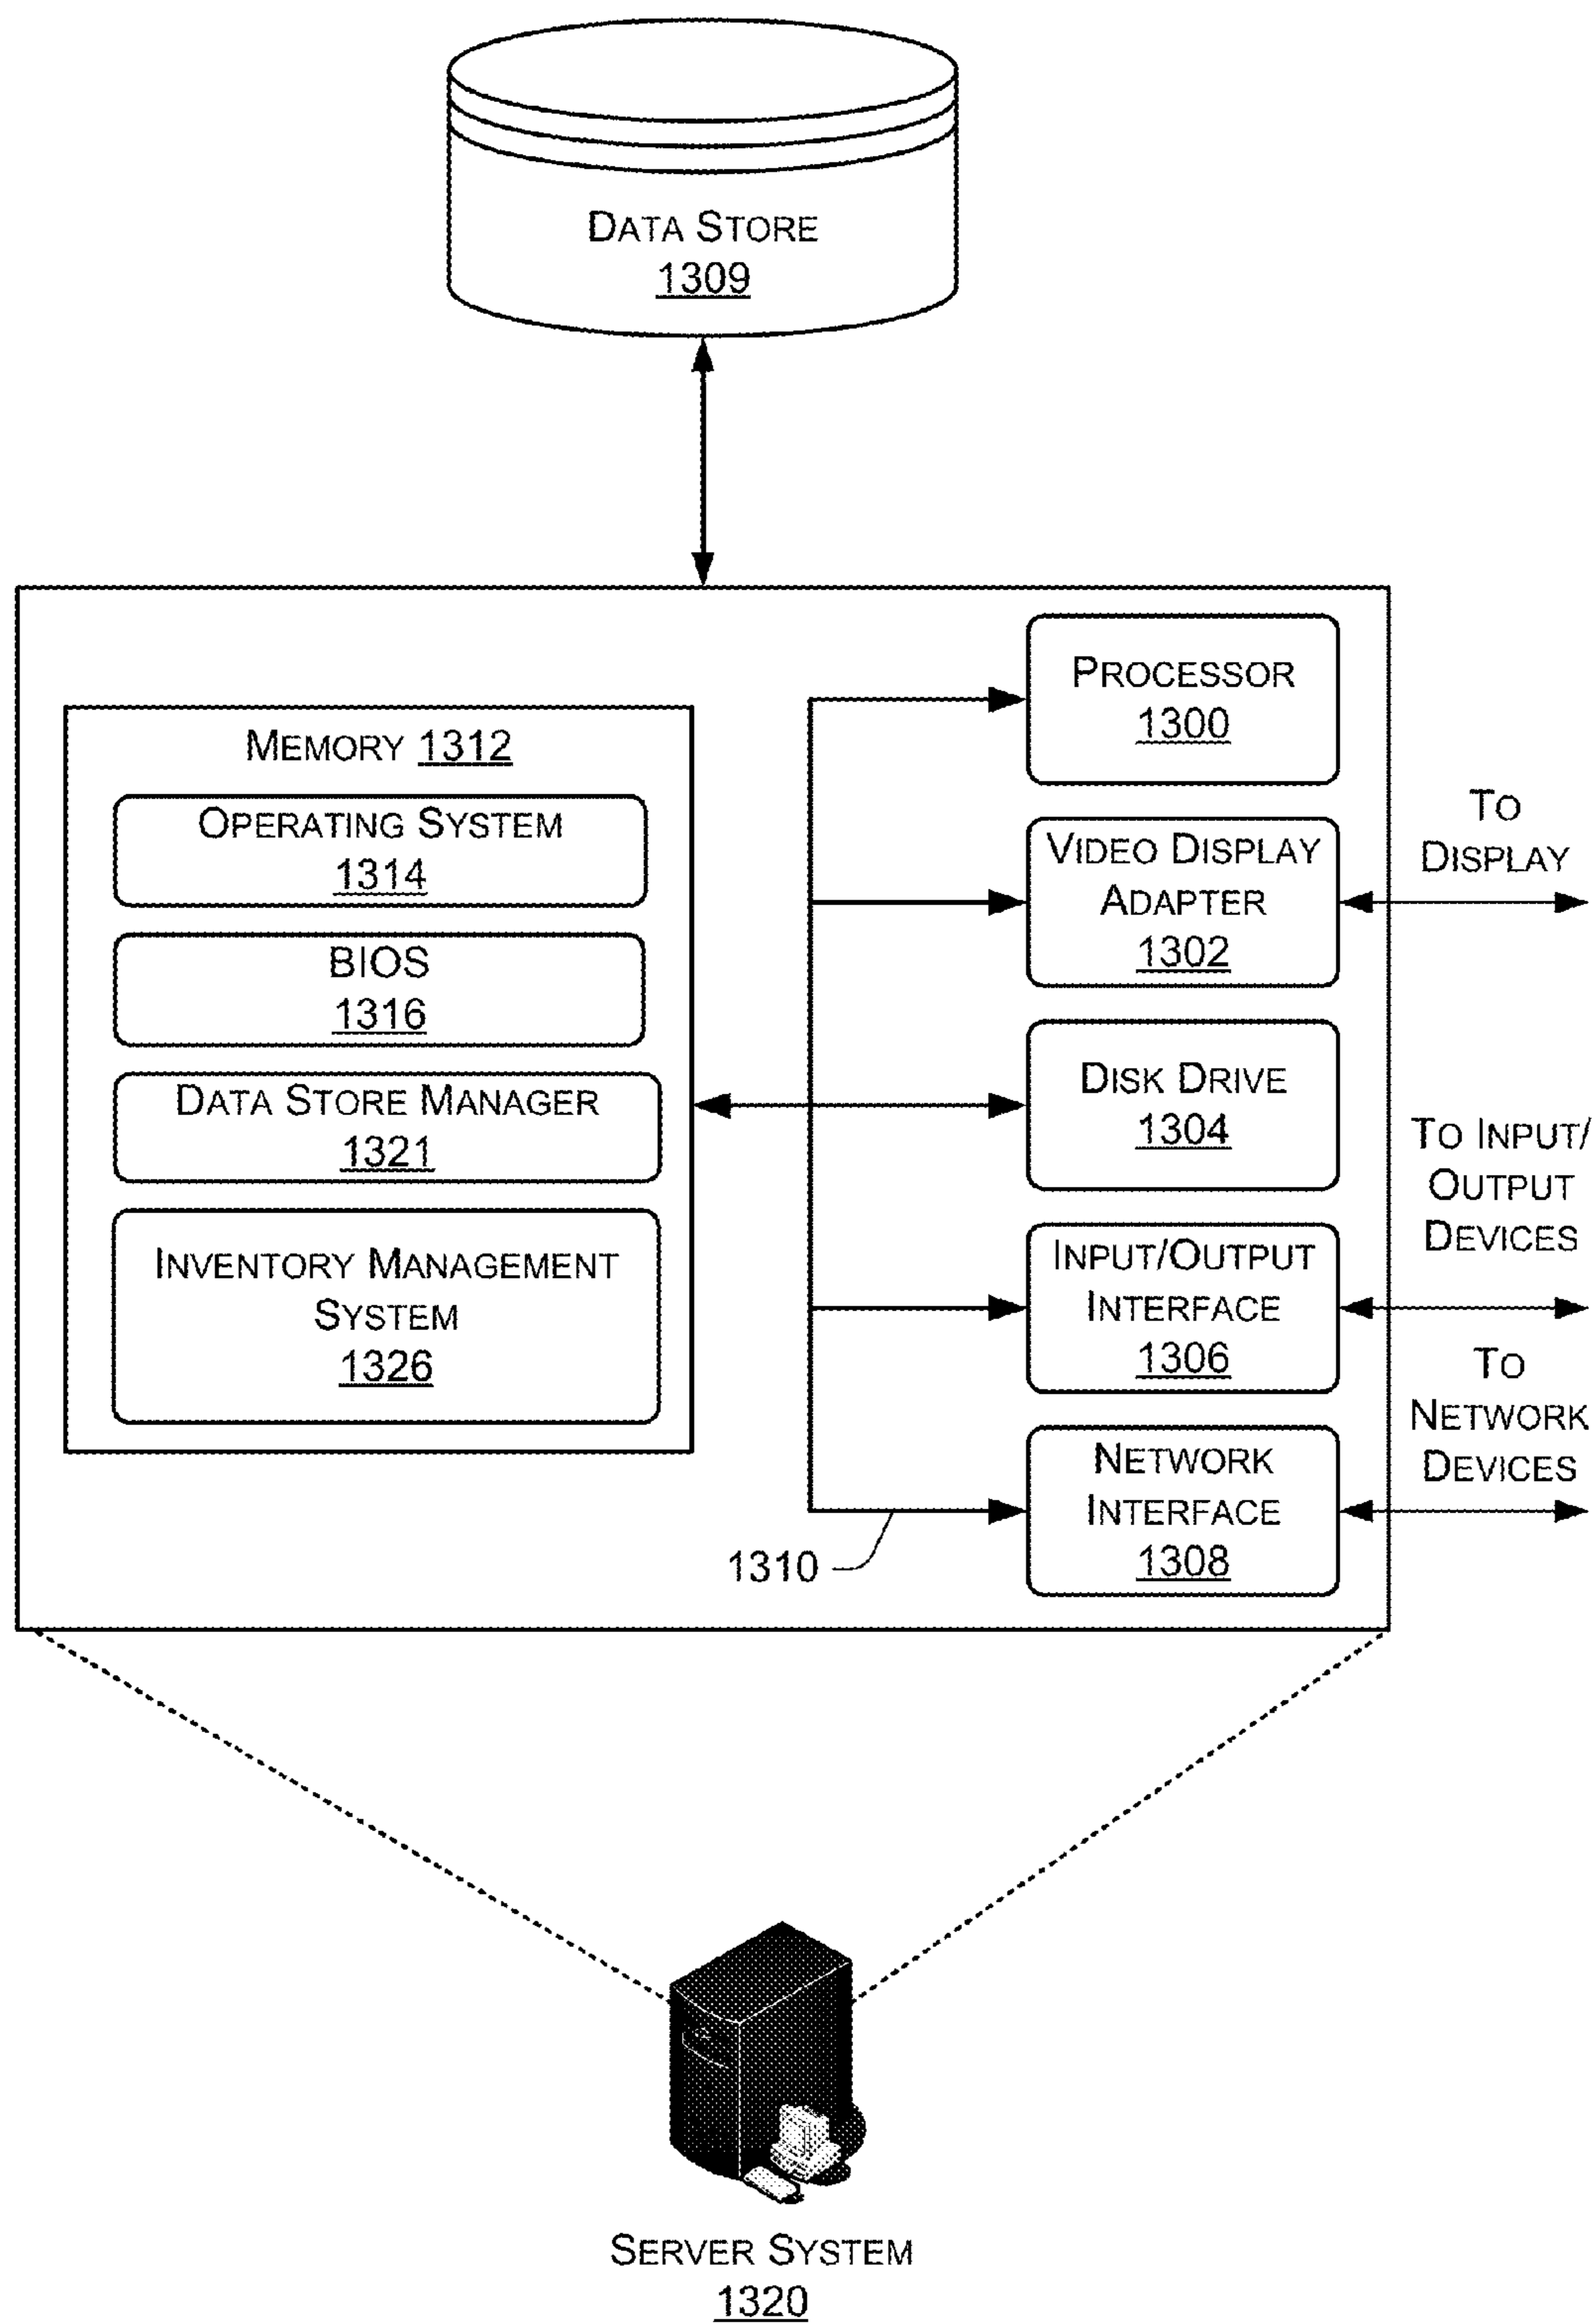 DATA STORE
1309
MEMORY 1312
OPERATING SYSTEM
1314
BIOS
1316
DATA STORE MANAGER
1321
INVENTORY MANAGEMENT
SYSTEM
1326
PROCESSOR
1300
VIDEO DISPLAY
ADAPTER
1302
DISK DRIVE
1304
INPUT/OUTPUT
INTERFACE
1306
NETWORK
INTERFACE
1308
1310
TO
DISPLAY
TO INPUT/
OUTPUT
DEVICES
TO
NETWORK
DEVICES
SERVER SYSTEM
1320